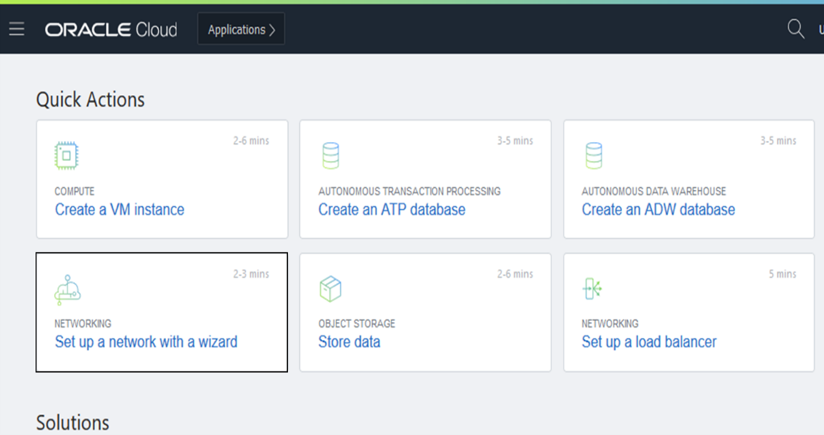 ORACLE Cloud Applications >
Quick Actions
2-6 mins
COMPUTE
Create a VM instance
3-5 mins
AUTONOMOUS TRANSACTION PROCESSING
Create an ATP database
3-5 mins
AUTONOMOUS DATA WAREHOUSE
Create an ADW database
2-3 mins
NETWORKING
Set up a network with a wizard
2-6 mins
OBJECT STORAGE
Store data
5 mins
NETWORKING
Set up a load balancer
Solutions